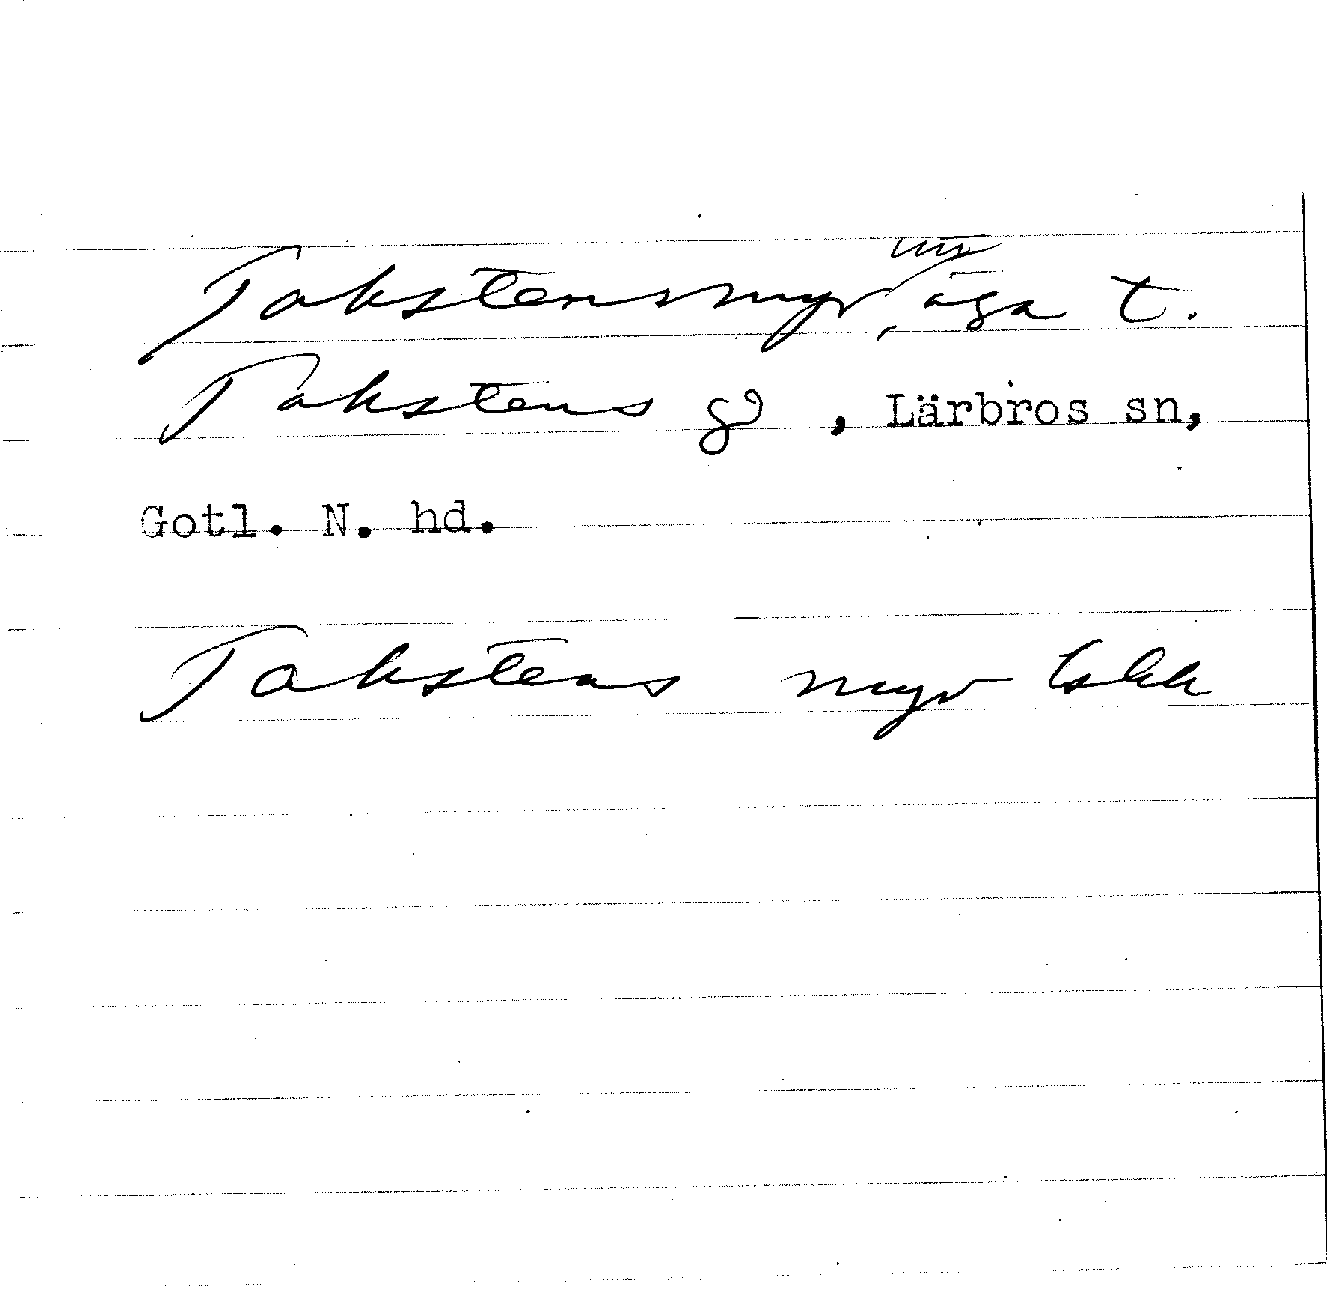 Takstensmyr, äga t.
Takstens g, Lärbros sn,
Gotl. N. hd.
Takstens myr